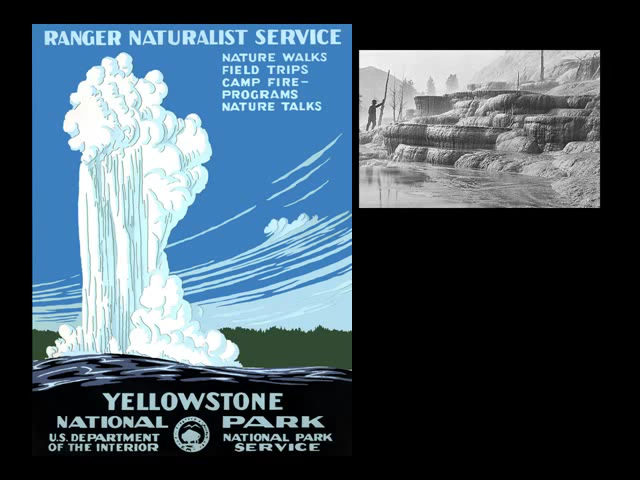 RANGER NATURALIST SERVICE
NATURE WALKS
FIELD TRIPS
CAMP FIRE-
PROGRAMS
NATURE TALKS
YELLOWSTONE
NATIONAL PARK
U.S. DEPARTMENT
OF THE INTERIOR
NATIONAL PARK
SERVICE